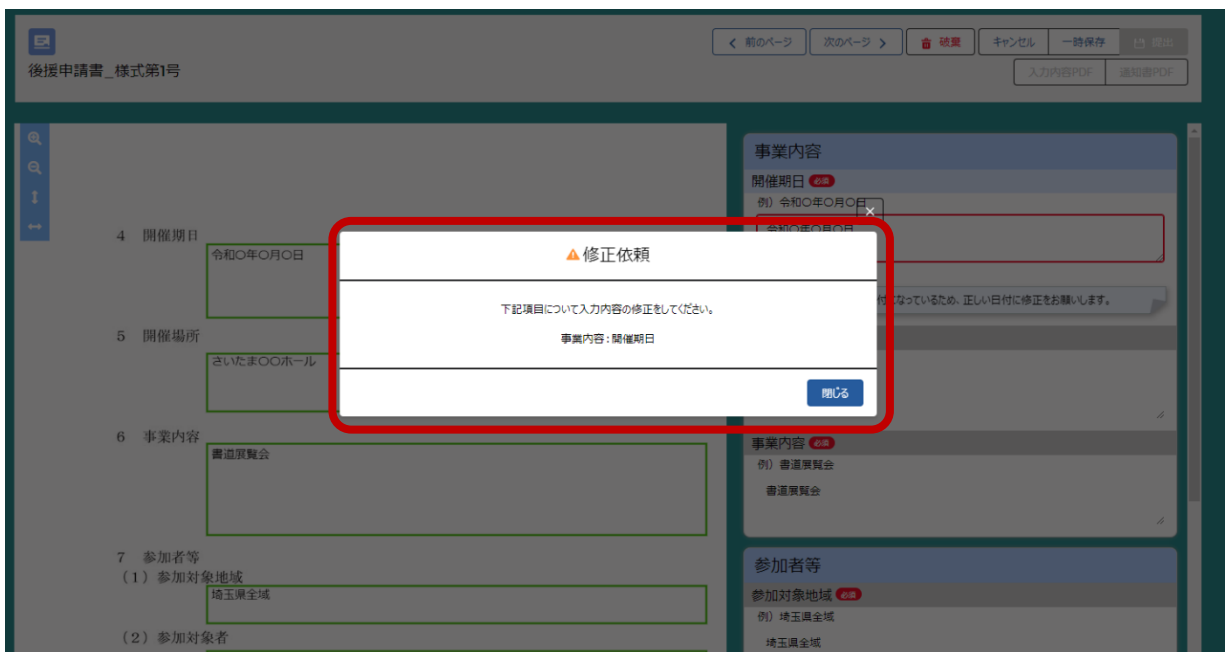 後援申請書_様式第1号
前のページ
次のページ
破棄
キャンセル
一時保存
提出
入力内容PDF
通知書PDF
4 開催期日
令和〇年〇月〇日
5 開催場所
さいたま〇〇ホール
6 事業内容
書道展覧会
7 参加者等
(1) 参加対象地域
埼玉県全域
(2) 参加対象者
×
修正依頼
下記項目について入力内容の修正をしてください。
事業内容:開催期日
閉じる
事業内容
開催期日 必須
例) 令和〇年〇月〇日
令和〇年〇月〇日
なっているため、正しい日付に修正をお願いします。
事業内容 必須
例) 書道展覧会
書道展覧会
参加者等
参加対象地域 必須
例) 埼玉県全域
埼玉県全域